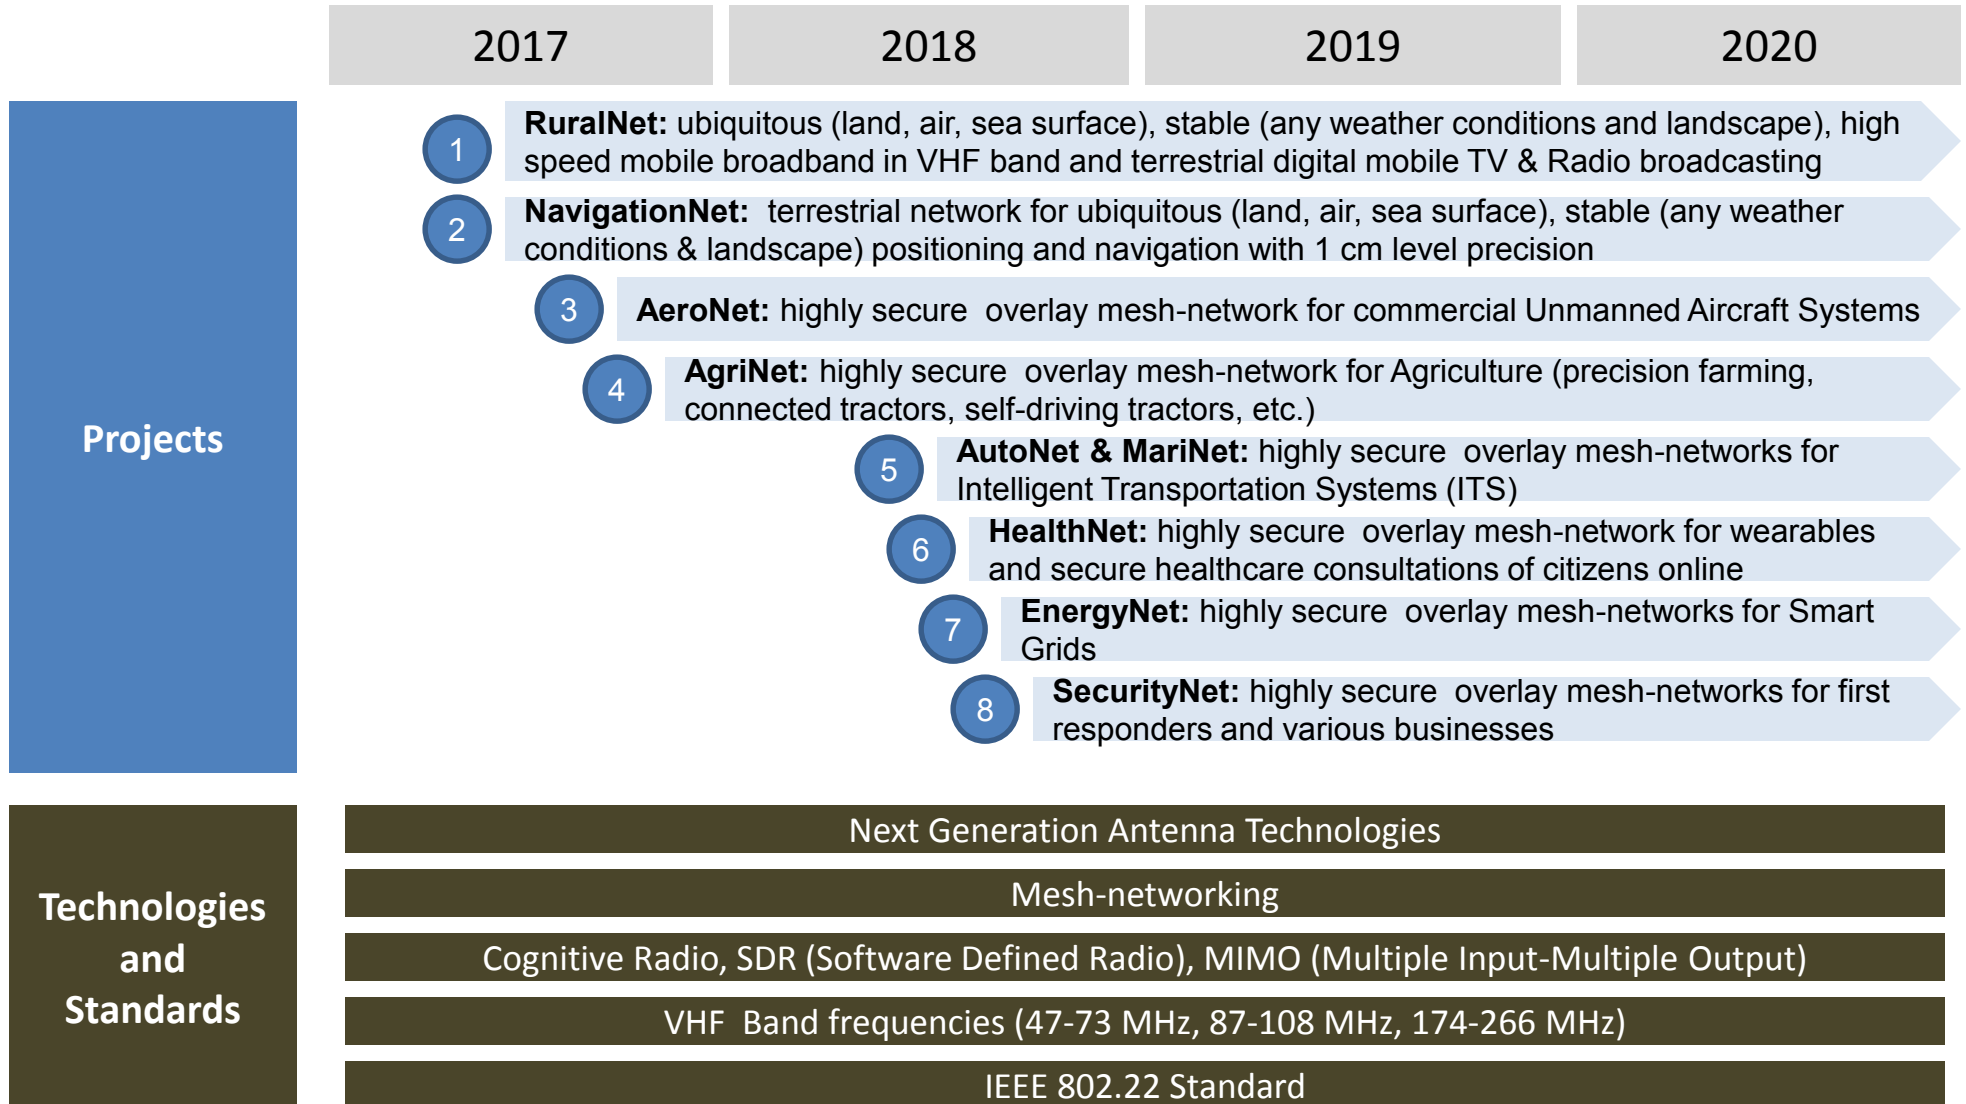 2017 2018 2019 2020
Projects
1
RuralNet: ubiquitous (land, air, sea surface), stable (any weather conditions and landscape), high
speed mobile broadband in VHF band and terrestrial digital mobile TV & Radio broadcasting
2
NavigationNet:  terrestrial network for ubiquitous (land, air, sea surface), stable (any weather
conditions & landscape) positioning and navigation with 1 cm level precision
3
AeroNet: highly secure  overlay mesh-network for commercial Unmanned Aircraft Systems
4
AgriNet: highly secure  overlay mesh-network for Agriculture (precision farming,
connected tractors, self-driving tractors, etc.)
5
AutoNet & MariNet: highly secure  overlay mesh-networks for
Intelligent Transportation Systems (ITS)
6
HealthNet: highly secure  overlay mesh-network for wearables
and secure healthcare consultations of citizens online
7
EnergyNet: highly secure  overlay mesh-networks for Smart
Grids
8
SecurityNet: highly secure  overlay mesh-networks for first
responders and various businesses
Technologies
and
Standards
Next Generation Antenna Technologies
Mesh-networking
Cognitive Radio, SDR (Software Defined Radio), MIMO (Multiple Input-Multiple Output)
VHF  Band frequencies (47-73 MHz, 87-108 MHz, 174-266 MHz)
IEEE 802.22 Standard